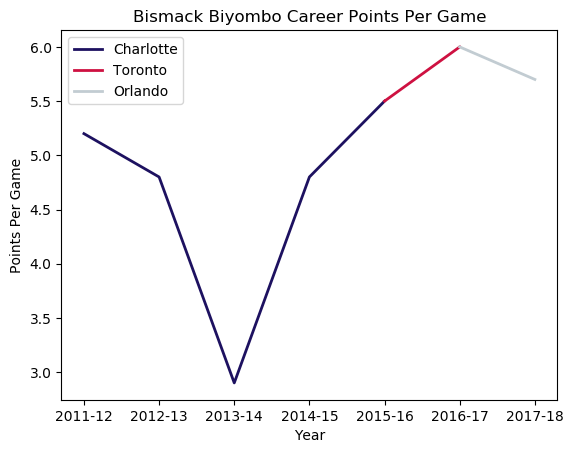 Bismack Biyombo Career Points Per Game
Charlotte
Toronto
Orlando
6.0
5.5
5.0
4.5
4.0
3.5
3.0
Points Per Game
2011-12 2012-13 2013-14 2014-15 2015-16 2016-17 2017-18
Year